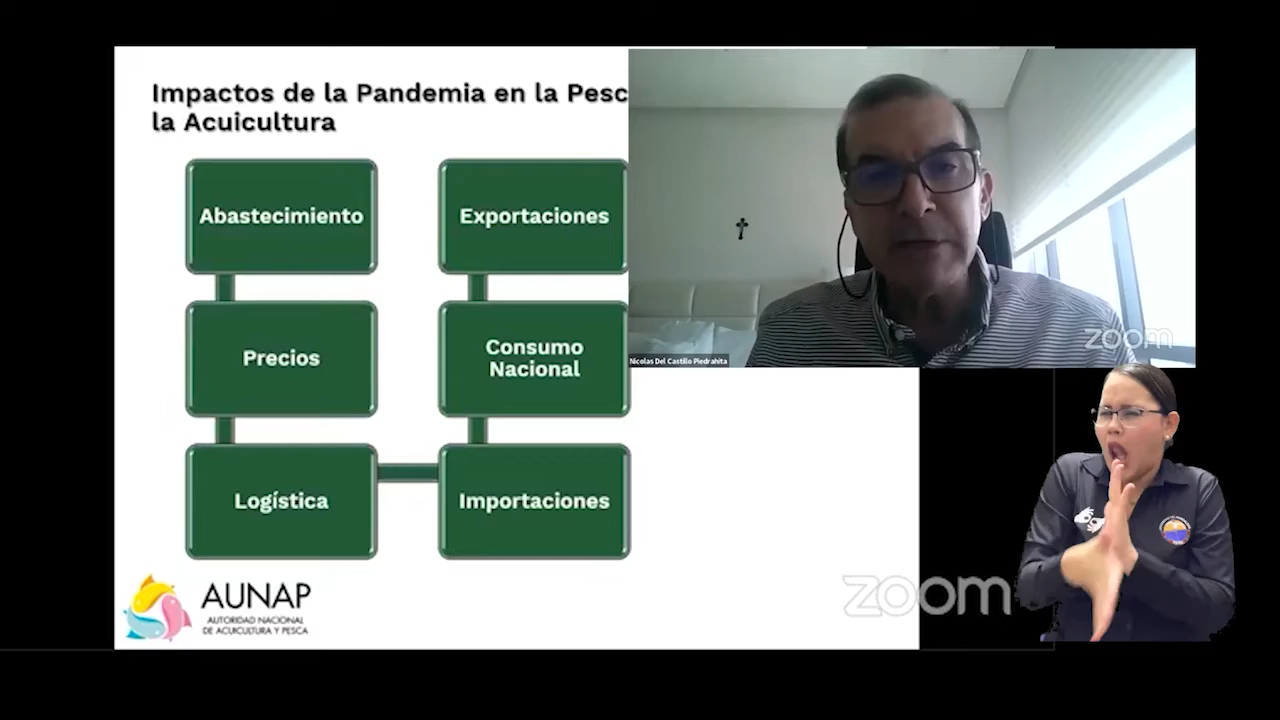 Impactos de la Pandemia en la Pesc
la Acuicultura
Abastecimiento
Exportaciones
Precios
Consumo
Nacional
Logística
Importaciones
AUNAP
AUTORIDAD NACIONAL
DE ACUICULTURA Y PESCA
zoom
Nicolas Del Castillo Piedrahita
zoom